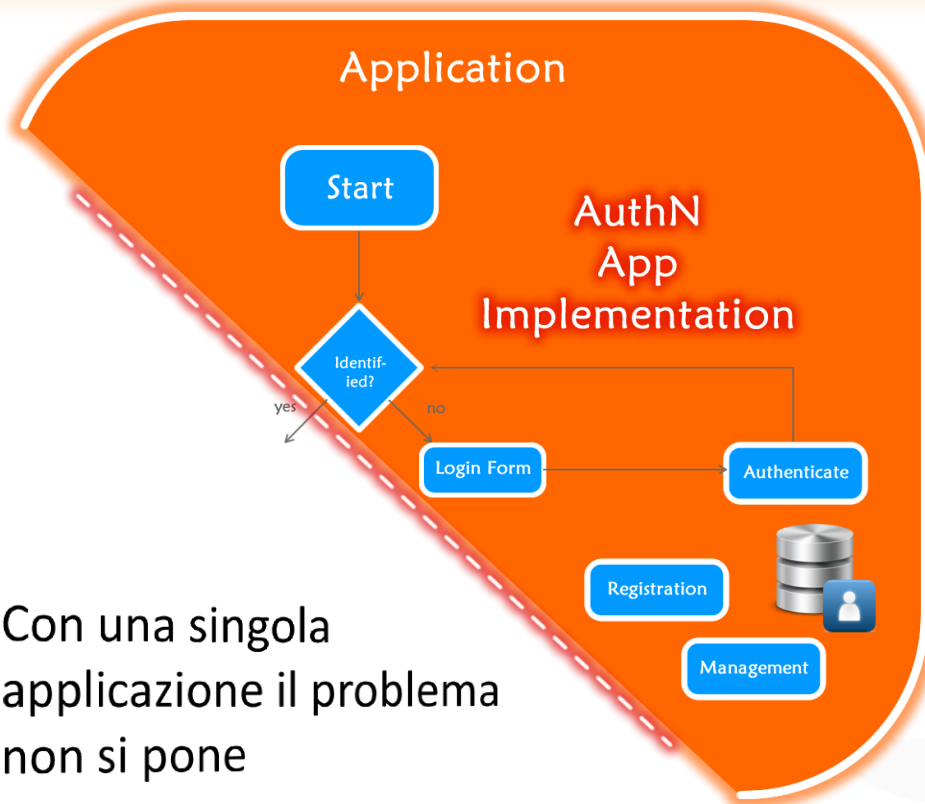 Application
Start
AuthN
App
Implementation
Identif-
ied?
yes
no
Login Form
Authenticate
Registration
Management
Con una singola
applicazione il problema
non si pone